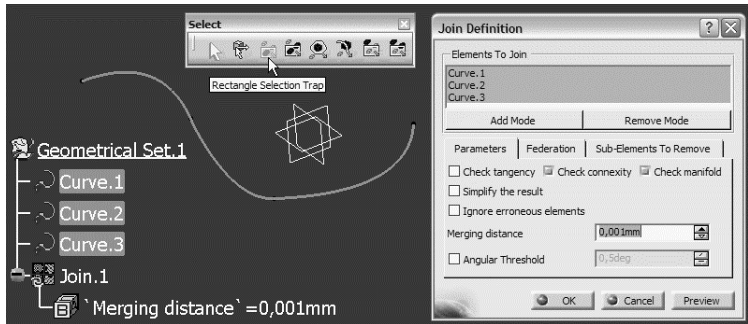 Select
Rectangle Selection Trap
Geometrical Set.1
Curve.1
Curve.2
Curve.3
Join.1
`Merging distance`=0,001mm
Join Definition
Elements To Join
Curve.1
Curve.2
Curve.3
Add Mode Remove Mode
Parameters Federation Sub-Elements To Remove
Check tangency Check connexity Check manifold
Simplify the result
Ignore erroneous elements
Merging distance 0,001mm
Angular Threshold 0,5deg
OK Cancel Preview